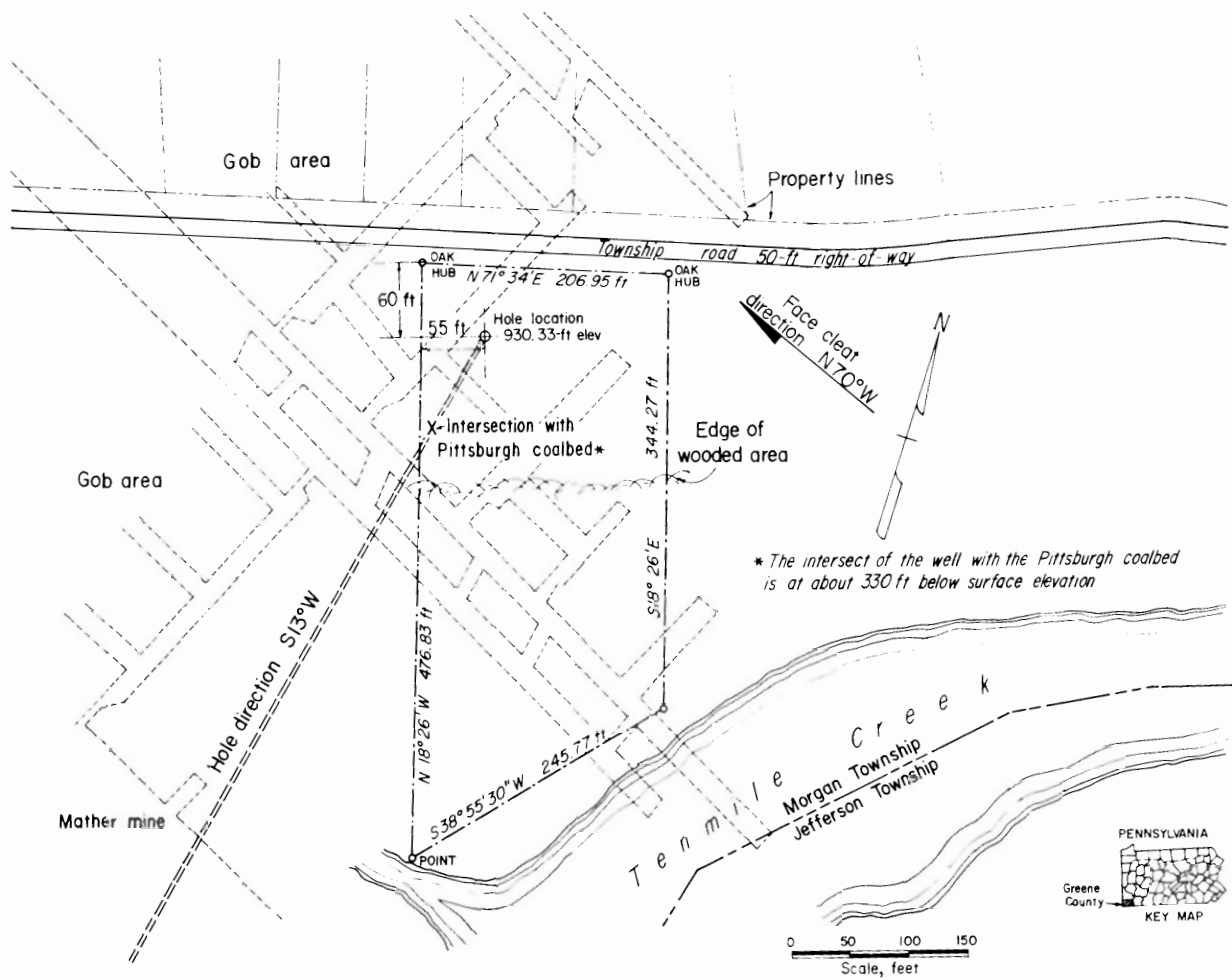 Gob area
Property lines
Township road 50-ft right-of-way
OAK
HUB
N 71° 34'E 206.95 ft
OAK
HUB
60 ft
55 ft
Hole location
930.33-ft elev
Face cleat
direction N70°W
N
X-Intersection with
Pittsburgh coalbed*
344.27 ft
S18° 26'E
Edge of
wooded area
Gob area
* The intersect of the well with the Pittsburgh coalbed
is at about 330 ft below surface elevation
Hole direction S13°W
N 18° 26' W 476.83 ft
S38° 55' 30" W 245.77 ft
Tenmile Creek
Morgan Township
Jefferson Township
Mather mine
POINT
PENNSYLVANIA
Greene
County
KEY MAP
0 50 100 150
Scale, feet